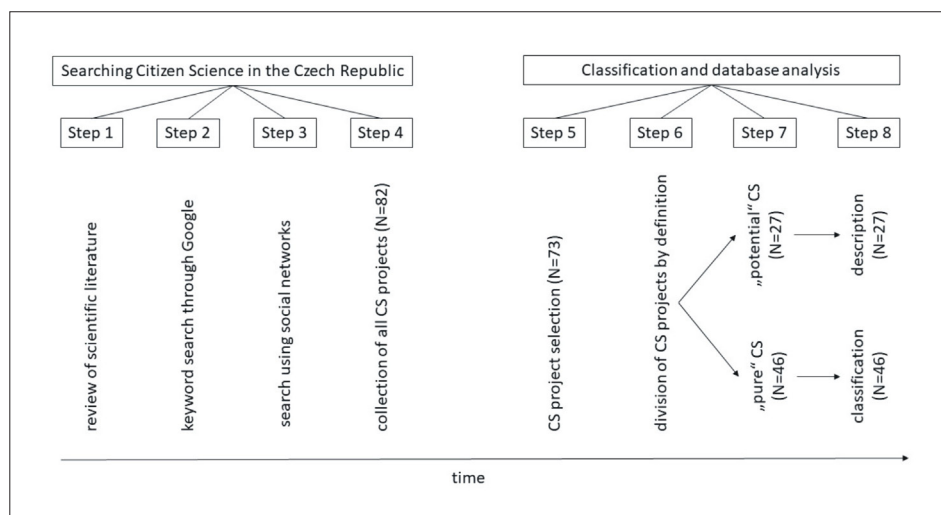 Searching Citizen Science in the Czech Republic
Classification and database analysis
Step 1
Step 2
Step 3
Step 4
Step 5
Step 6
Step 7
Step 8
review of scientific literature
keyword search through Google
search using social networks
collection of all CS projects (N=82)
CS project selection (N=73)
division of CS projects by definition
„potential“ CS
(N=27)
description
(N=27)
„pure“ CS
(N=46)
classification
(N=46)
time